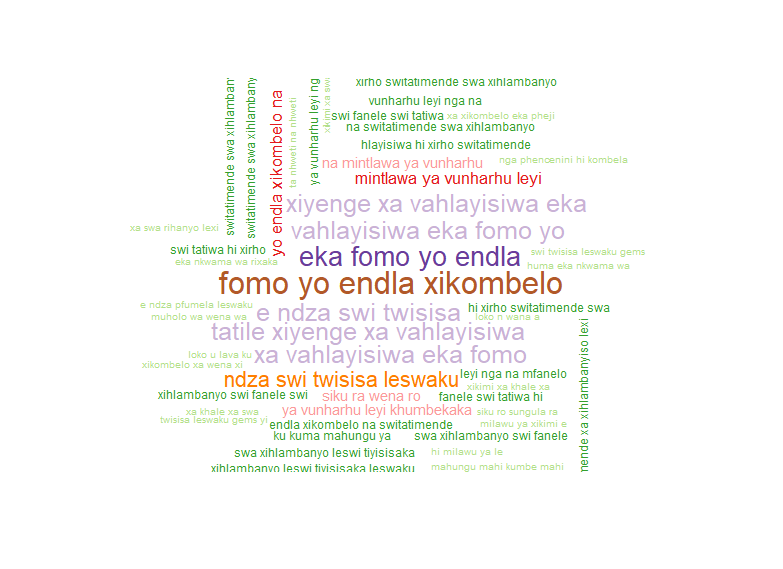 xirho switatimende swa xihlambanyo
vunharhu leyi nga na
swi fanele swi tatiwa
xa xikombelo eka pheji
na switatimende swa xihlambanyo
hlayisiwa hi xirho switatimende
na mintlawa ya vunharhu
nga phencenini hi kombela
mintlawa ya vunharhu leyi
switatimende swa xihlamban
switatimende swa xihlambany
yo endla xikombelo na
ta nhweti na nhweti
ya vunharhu leyi ng
xikimi xa swi
xiyenge xa vahlayisiwa eka
xa swa rihanyo lexi
vahlayisiwa eka fomo yo
swi tatiwa hi xirho
eka fomo yo endla
swi twisisa leswaku gems
eka nkwama wa rixaka
huma eka nkwama wa
fomo yo endla xikombelo
e ndza pfumela leswaku
hi xirho switatimende swa
muholo wa wena wa
e ndza swi twisisa
loko n wana a
tatile xiyenge xa vahlayisiwa
loko u lava ku
xa vahlayisiwa eka fomo
xikombelo xa wena xi
ndza swi twisisa leswaku
leyi nga na mfanelo
xikimi xa khale xa
xihlambanyo swi fanele swi
siku ra wena ro
fanele swi tatiwa hi
xa khale xa swa
ya vunharhu leyi khumbekaka
siku ro sungula ra
twisisa leswaku gems yi
endla xikombelo na switatimende
milawu ya xikimi e
ku kuma mahungu ya
swa xihlambanyo swi fanele
swa xihlambanyo leswi tiyisisaka
hi milawu ya le
xihlambanyo leswi tiyisisaka leswaku
mahungu mahi kumbe mahi
mende xa xihlambanyiso lexi